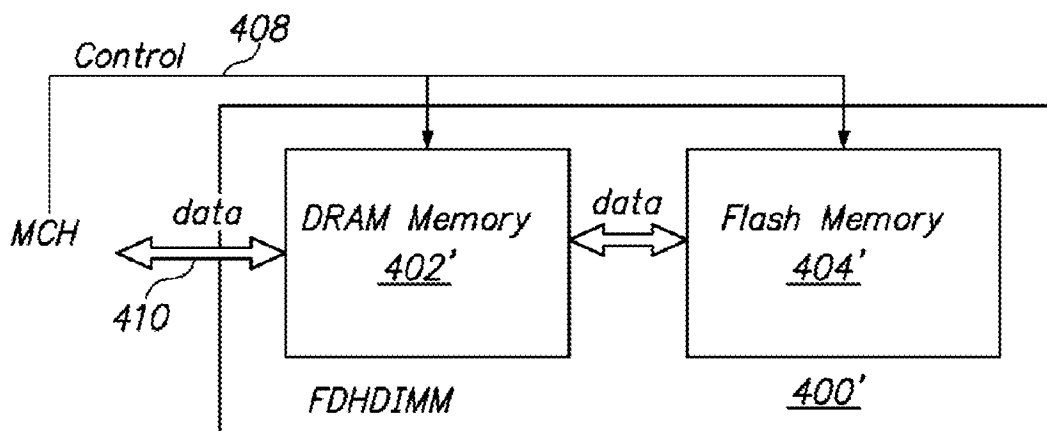 408
Control
data
MCH
410
DRAM Memory
402'
data
Flash Memory
404'
FDHDIMM
400'